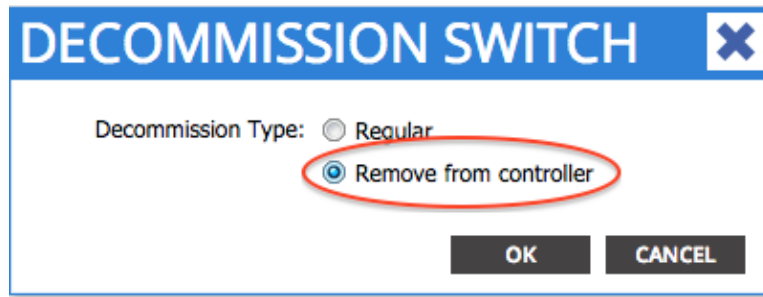 DECOMMISSION SWITCH
Decommission Type: Regular
Remove from controller
OK CANCEL